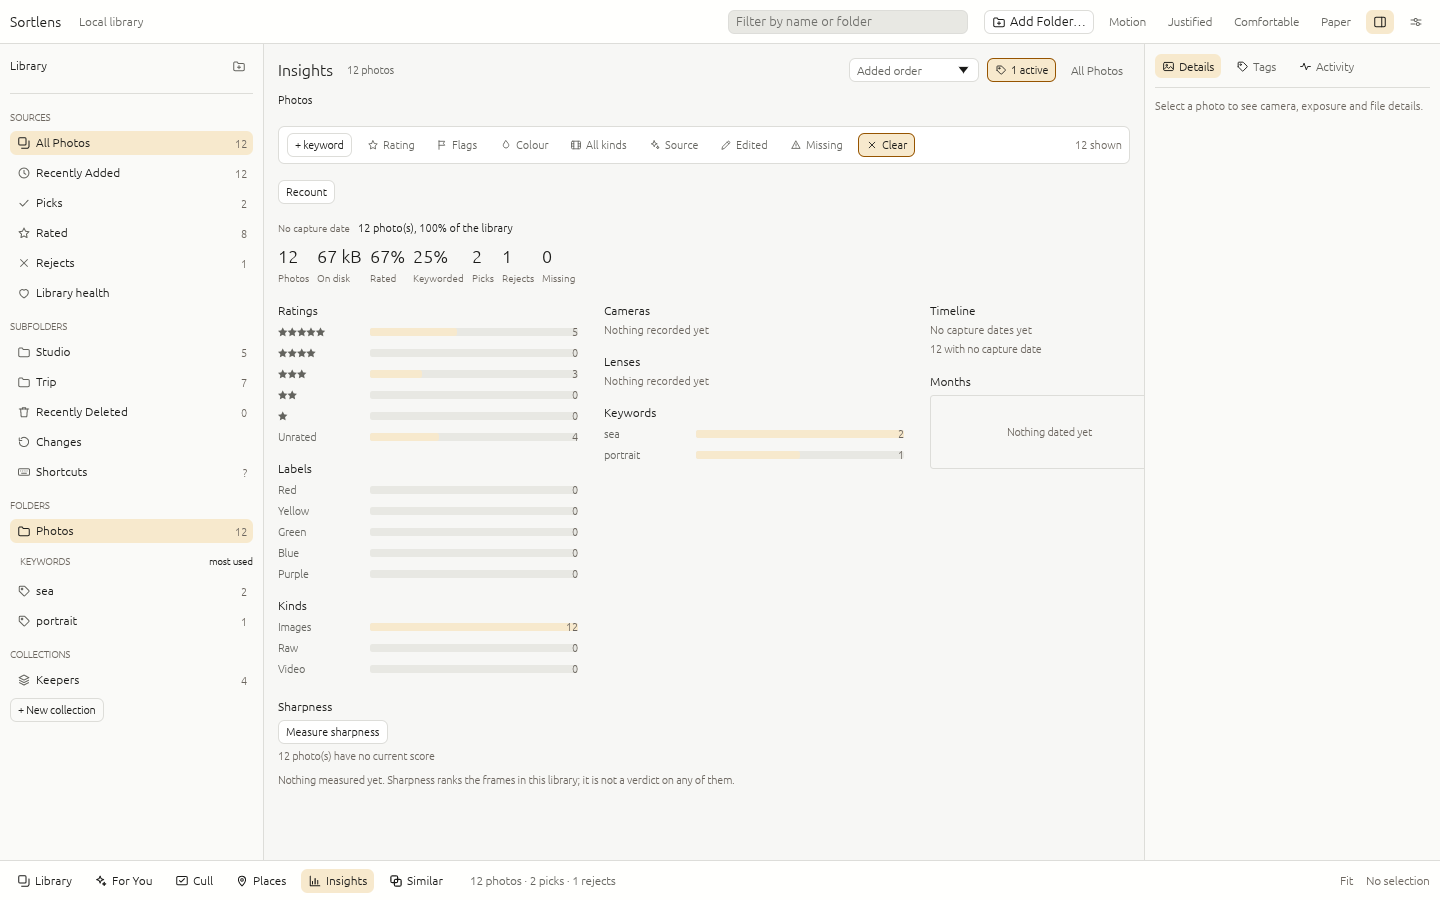 Sortlens
Local library
Filter by name or folder
Add Folder...
Motion
Justified
Comfortable
Paper
Library
SOURCES
All Photos 12
Recently Added 12
Picks 2
Rated 8
Rejects 1
Library health
SUBFOLDERS
Studio 5
Trip 7
Recently Deleted 0
Changes
Shortcuts ?
FOLDERS
Photos 12
KEYWORDS most used
sea 2
portrait 1
COLLECTIONS
Keepers 4
+ New collection
Insights 12 photos
Added order
1 active
All Photos
Photos
+ keyword
Rating
Flags
Colour
All kinds
Source
Edited
Missing
Clear
12 shown
Recount
No capture date 12 photo(s), 100% of the library
12 67 kB 67% 25% 2 1 0
Photos On disk Rated Keyworded Picks Rejects Missing
Ratings
★★★★★ 5
★★★★ 0
★★★ 3
★★ 0
★ 0
Unrated 4
Labels
Red 0
Yellow 0
Green 0
Blue 0
Purple 0
Kinds
Images 12
Raw 0
Video 0
Sharpness
Measure sharpness
12 photo(s) have no current score
Nothing measured yet. Sharpness ranks the frames in this library; it is not a verdict on any of them.
Cameras
Nothing recorded yet
Lenses
Nothing recorded yet
Keywords
sea 2
portrait 1
Timeline
No capture dates yet
12 with no capture date
Months
Nothing dated yet
Details
Tags
Activity
Select a photo to see camera, exposure and file details.
Library
For You
Cull
Places
Insights
Similar
12 photos · 2 picks · 1 rejects
Fit
No selection